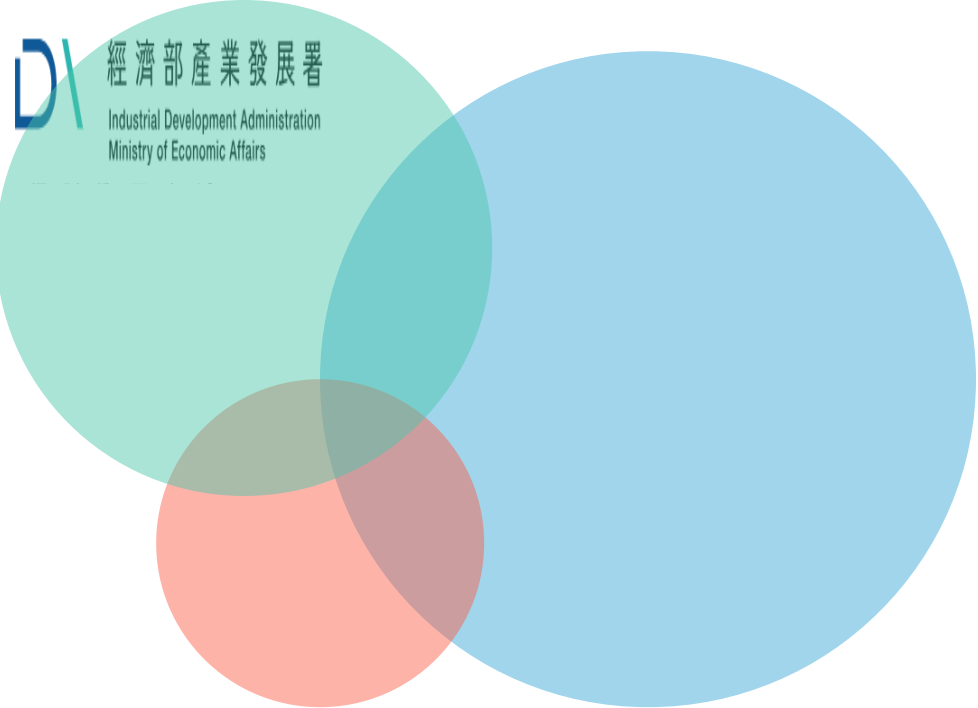 經濟部產業發展署
Industrial Development Administration
Ministry of Economic Affairs